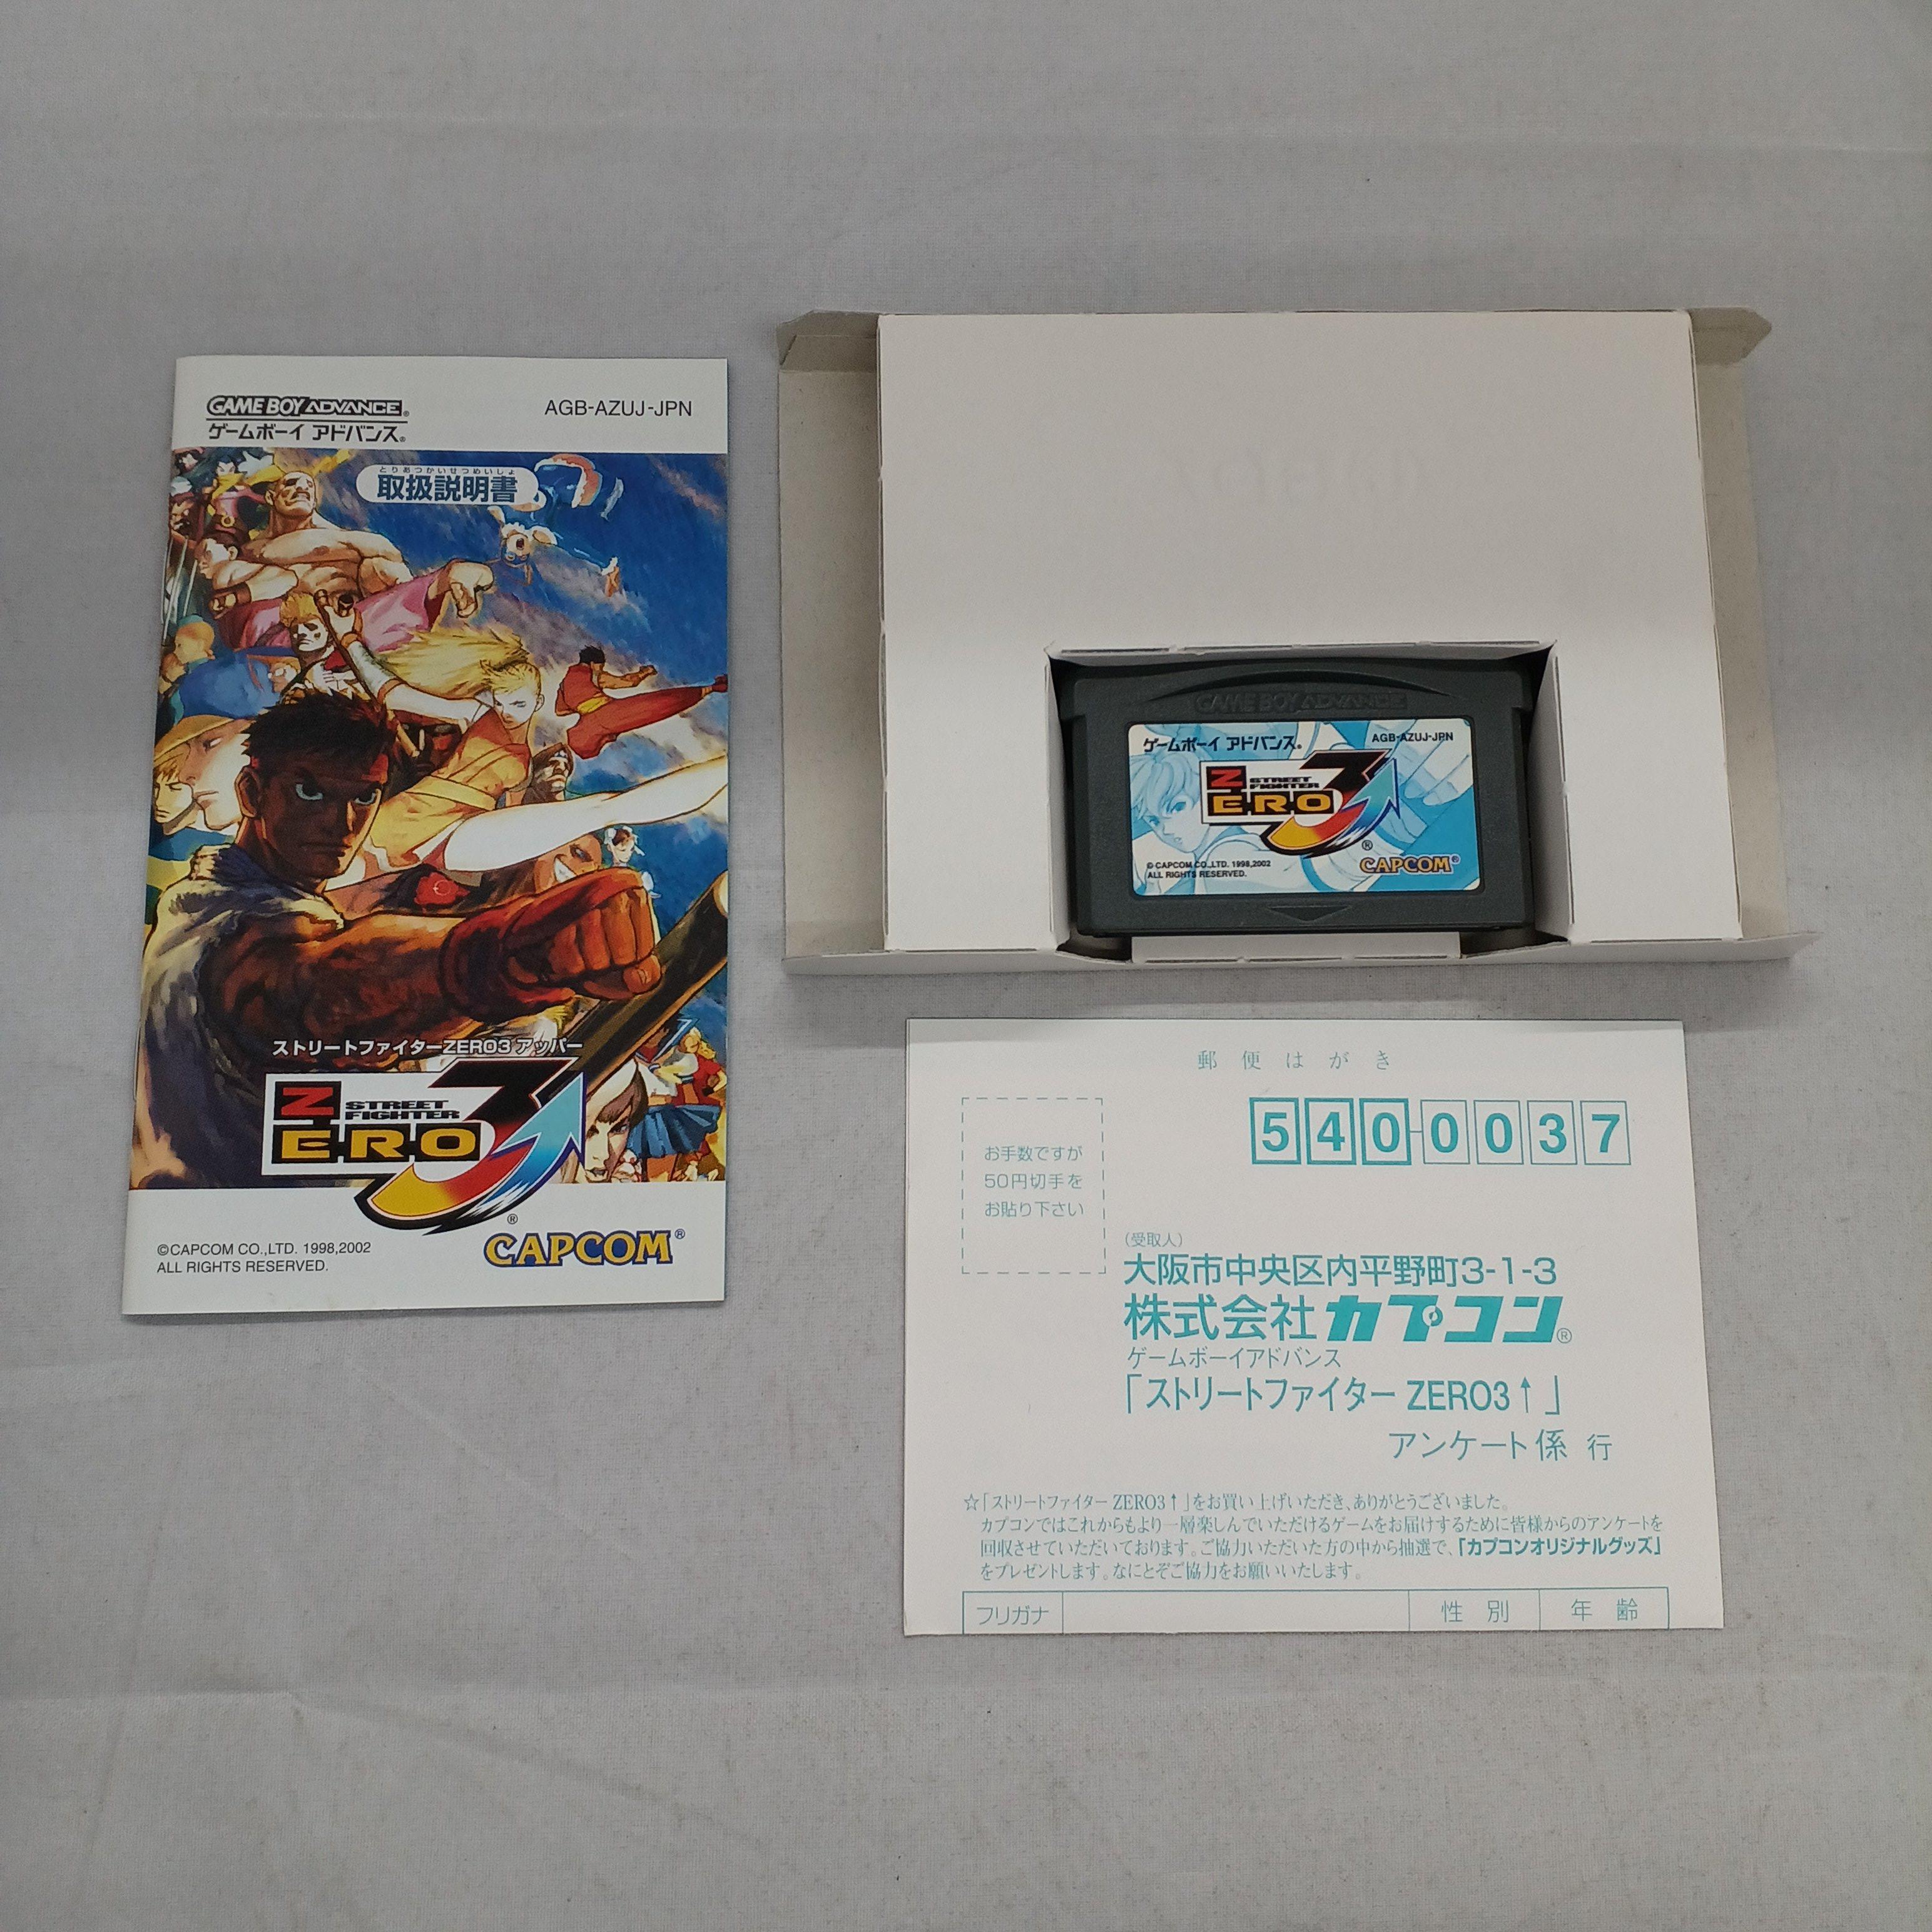 GAME BOY ADVANCE®
ゲームボーイ アドバンス®
AGB-AZUJ-JPN
とりあつかいせつめいしょ
取扱説明書
ストリートファイターZERO3 アッパー
STREET
FIGHTER
ZERO 3
®
©CAPCOM CO.,LTD. 1998,2002
ALL RIGHTS RESERVED.
CAPCOM®
GAME BOY ADVANCE
ゲームボーイ アドバンス®
AGB-AZUJ-JPN
STREET
FIGHTER
ZERO 3
®
© CAPCOM CO.,LTD. 1998,2002
ALL RIGHTS RESERVED.
CAPCOM®
郵便はがき
お手数ですが
50円切手を
お貼り下さい
540-0037
(受取人)
大阪市中央区内平野町3-1-3
株式会社カプコン®
ゲームボーイアドバンス
「ストリートファイター ZERO3↑」
アンケート係 行
☆「ストリートファイター ZERO3↑」をお買い上げいただき、ありがとうございました。
カプコンではこれからもより一層楽しんでいただけるゲームをお届けするために皆様からのアンケートを
回収させていただいております。ご協力いただいた方の中から抽選で、「カプコンオリジナルグッズ」
をプレゼントします。なにとぞご協力をお願いいたします。
フリガナ
性別
年齢